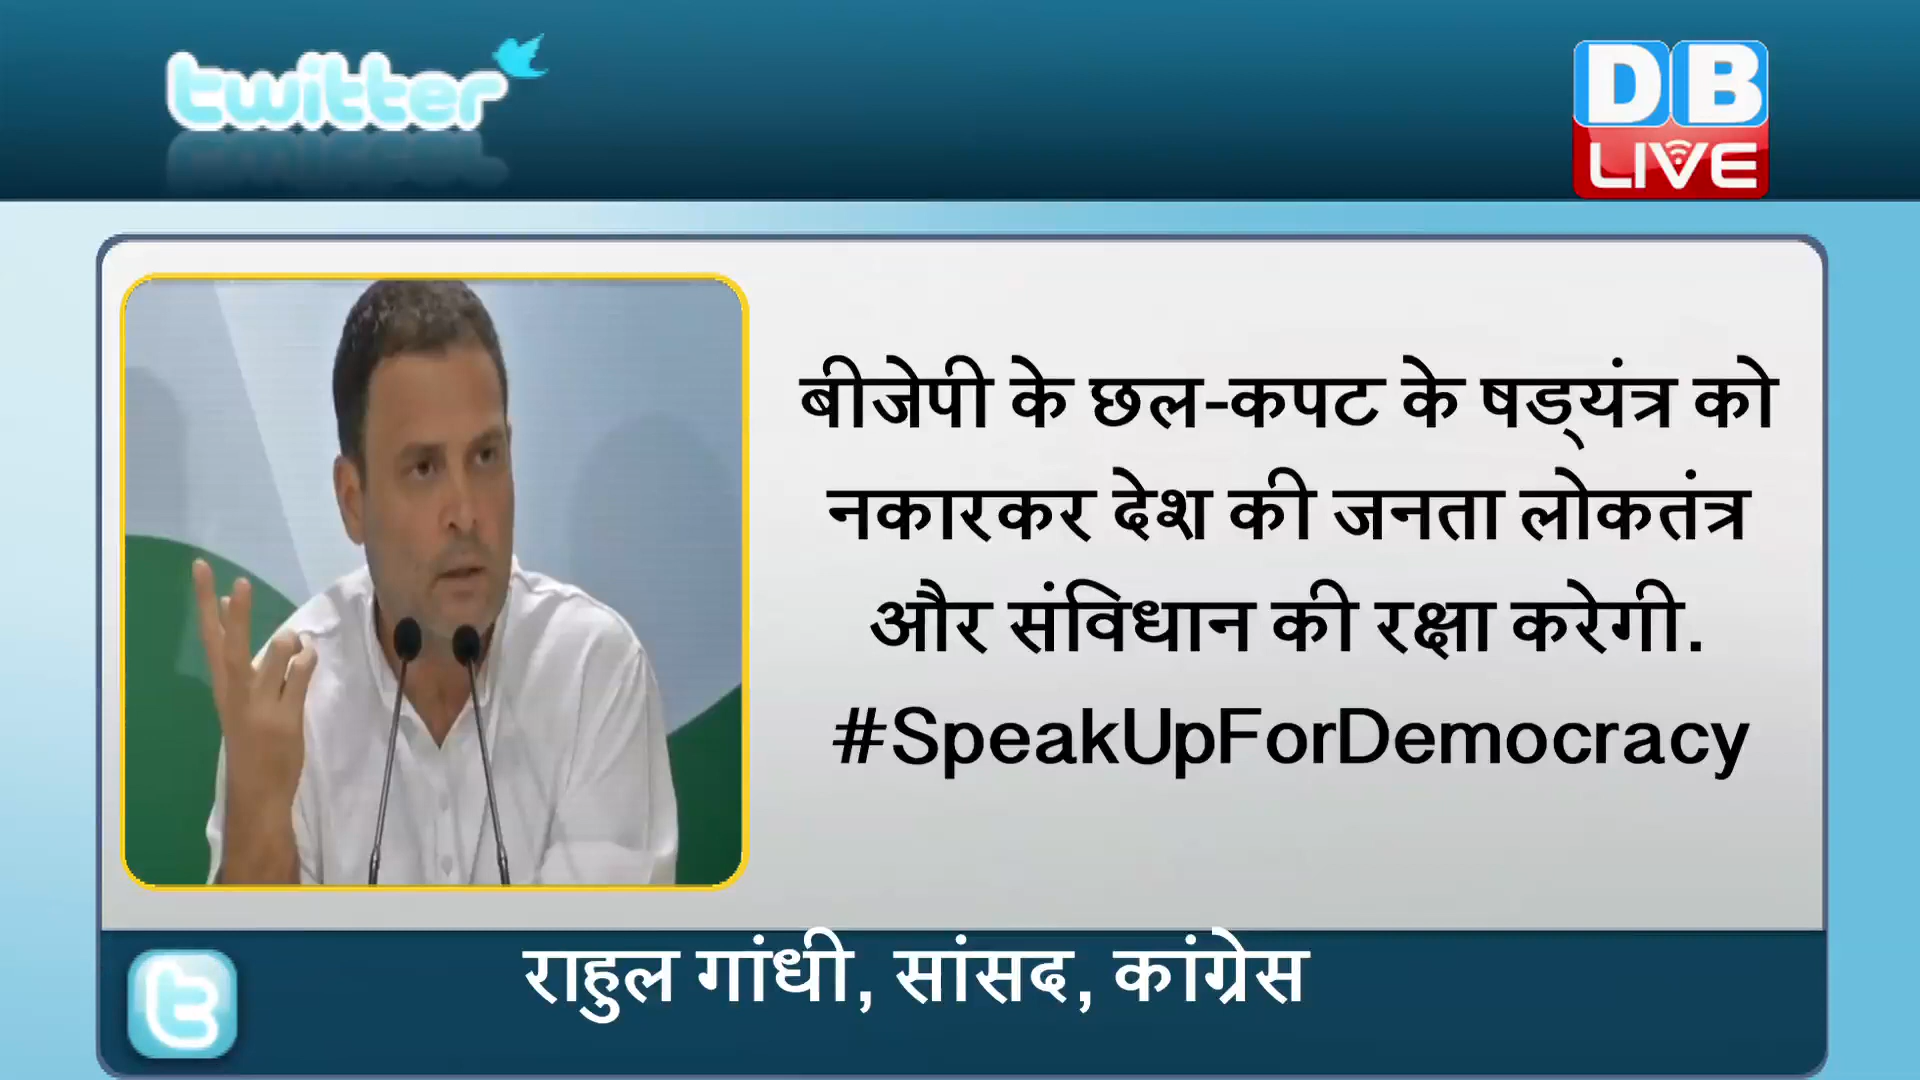 twitter
DB
LIVE
बीजेपी के छल-कपट के षड्यंत्र को
नकारकर देश की जनता लोकतंत्र
और संविधान की रक्षा करेगी.
#SpeakUpForDemocracy
राहुल गांधी, सांसद, कांग्रेस